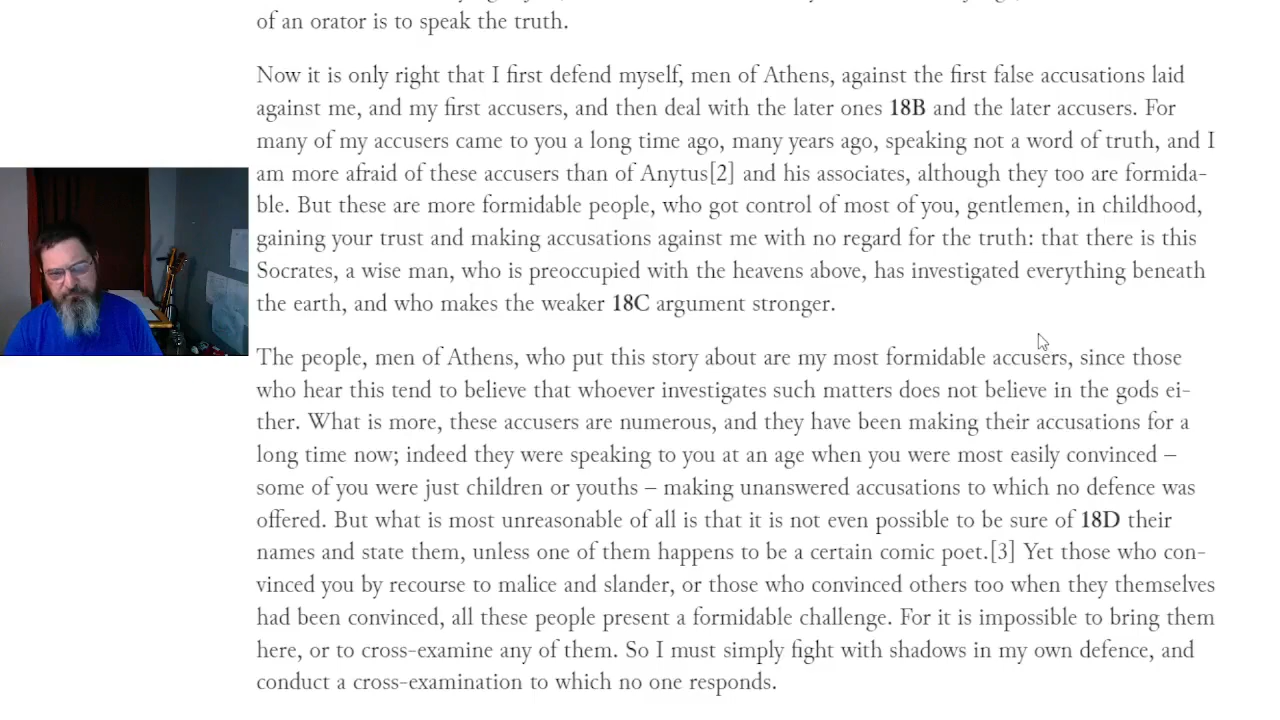 of an orator is to speak the truth.
Now it is only right that I first defend myself, men of Athens, against the first false accusations laid
against me, and my first accusers, and then deal with the later ones 18B and the later accusers. For
many of my accusers came to you a long time ago, many years ago, speaking not a word of truth, and I
am more afraid of these accusers than of Anytus[2] and his associates, although they too are formida-
ble. But these are more formidable people, who got control of most of you, gentlemen, in childhood,
gaining your trust and making accusations against me with no regard for the truth: that there is this
Socrates, a wise man, who is preoccupied with the heavens above, has investigated everything beneath
the earth, and who makes the weaker 18C argument stronger.
The people, men of Athens, who put this story about are my most formidable accusers, since those
who hear this tend to believe that whoever investigates such matters does not believe in the gods ei-
ther. What is more, these accusers are numerous, and they have been making their accusations for a
long time now; indeed they were speaking to you at an age when you were most easily convinced –
some of you were just children or youths – making unanswered accusations to which no defence was
offered. But what is most unreasonable of all is that it is not even possible to be sure of 18D their
names and state them, unless one of them happens to be a certain comic poet.[3] Yet those who con-
vinced you by recourse to malice and slander, or those who convinced others too when they themselves
had been convinced, all these people present a formidable challenge. For it is impossible to bring them
here, or to cross-examine any of them. So I must simply fight with shadows in my own defence, and
conduct a cross-examination to which no one responds.